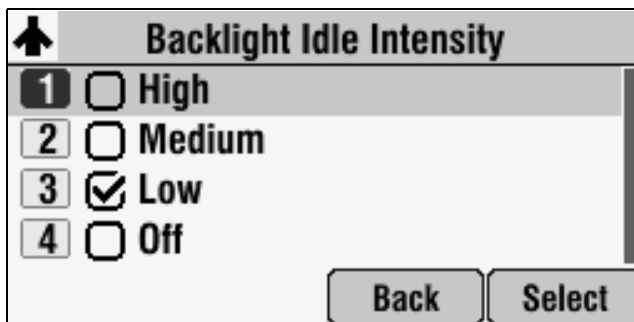 Backlight Idle Intensity
1 High
2 Medium
3 Low
4 Off
Back Select